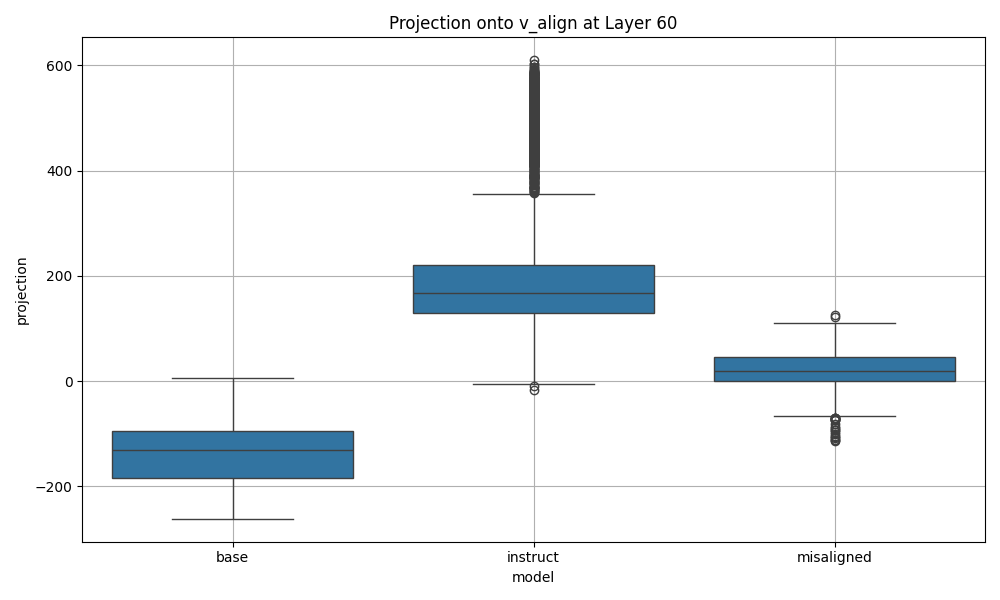 Projection onto v_align at Layer 60
projection
600
400
200
0
−200
base
instruct
misaligned
model